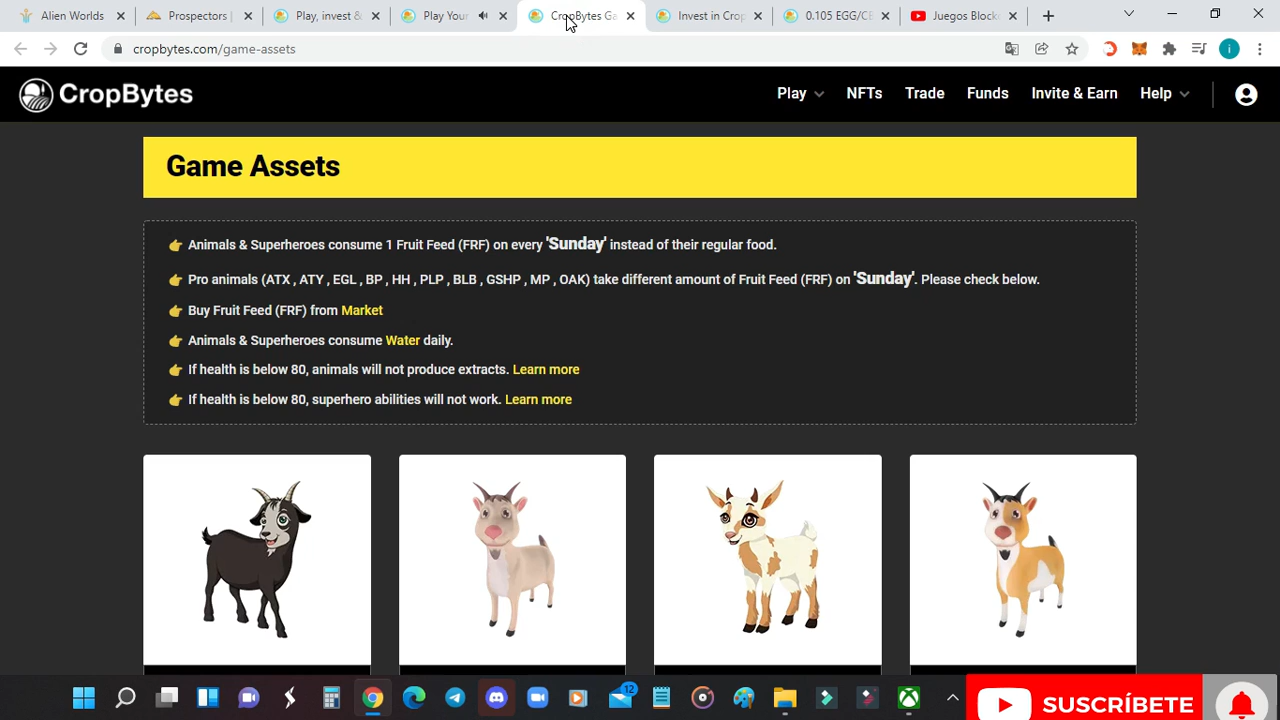 Alien Worlds
Prospectors |
Play, invest &
Play Your
CropBytes Ga
Invest in Crop
0.105 EGG/CB
Juegos Block
cropbytes.com/game-assets
i
CropBytes
Play
NFTs
Trade
Funds
Invite & Earn
Help
Game Assets
Animals & Superheroes consume 1 Fruit Feed (FRF) on every 'Sunday' instead of their regular food.
Pro animals (ATX , ATY , EGL , BP , HH , PLP , BLB , GSHP , MP , OAK) take different amount of Fruit Feed (FRF) on 'Sunday'. Please check below.
Buy Fruit Feed (FRF) from Market
Animals & Superheroes consume Water daily.
If health is below 80, animals will not produce extracts. Learn more
If health is below 80, superhero abilities will not work. Learn more
12
SUSCRÍBETE